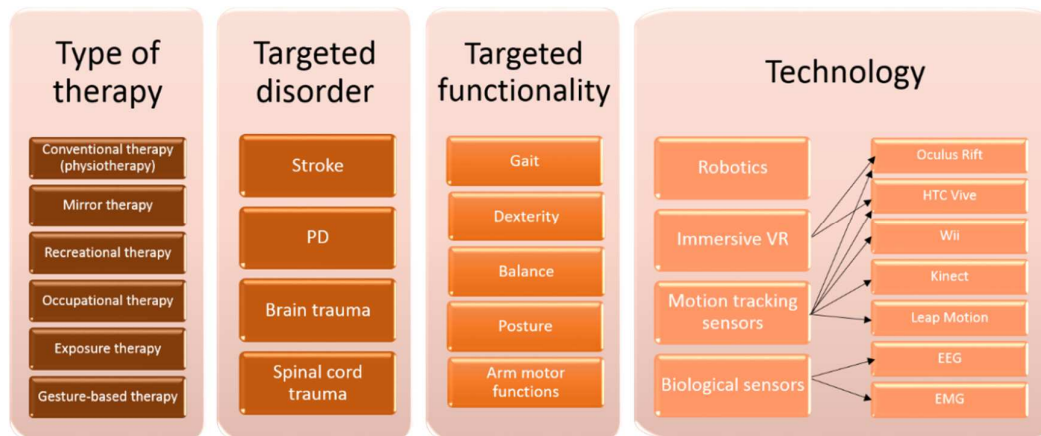 Type of
therapy
Conventional therapy
(physiotherapy)
Mirror therapy
Recreational therapy
Occupational therapy
Exposure therapy
Gesture-based therapy
Targeted
disorder
Stroke
PD
Brain trauma
Spinal cord
trauma
Targeted
functionality
Gait
Dexterity
Balance
Posture
Arm motor
functions
Technology
Robotics
Immersive VR
Motion tracking
sensors
Biological sensors
Oculus Rift
HTC Vive
Wii
Kinect
Leap Motion
EEG
EMG